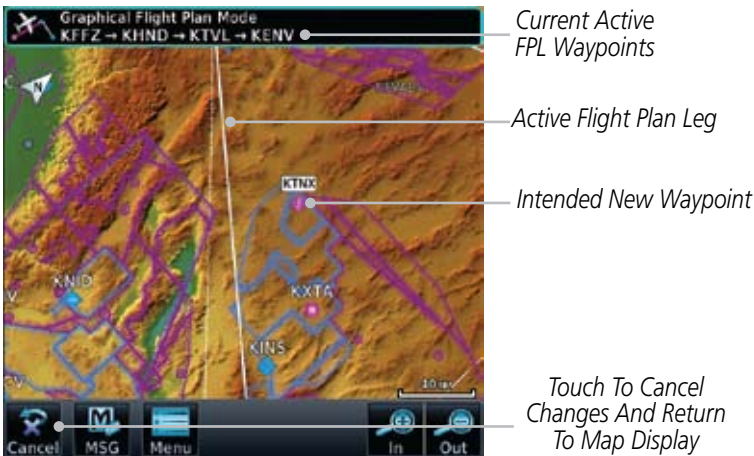 Graphical Flight Plan Mode
KFFZ → KHND → KTVL → KENV
Current Active
FPL Waypoints
Active Flight Plan Leg
N
KTNX
Intended New Waypoint
KNID
KXTA
KINS
10 NM
Touch To Cancel
Changes And Return
To Map Display
Cancel
MSG
Menu
In
Out